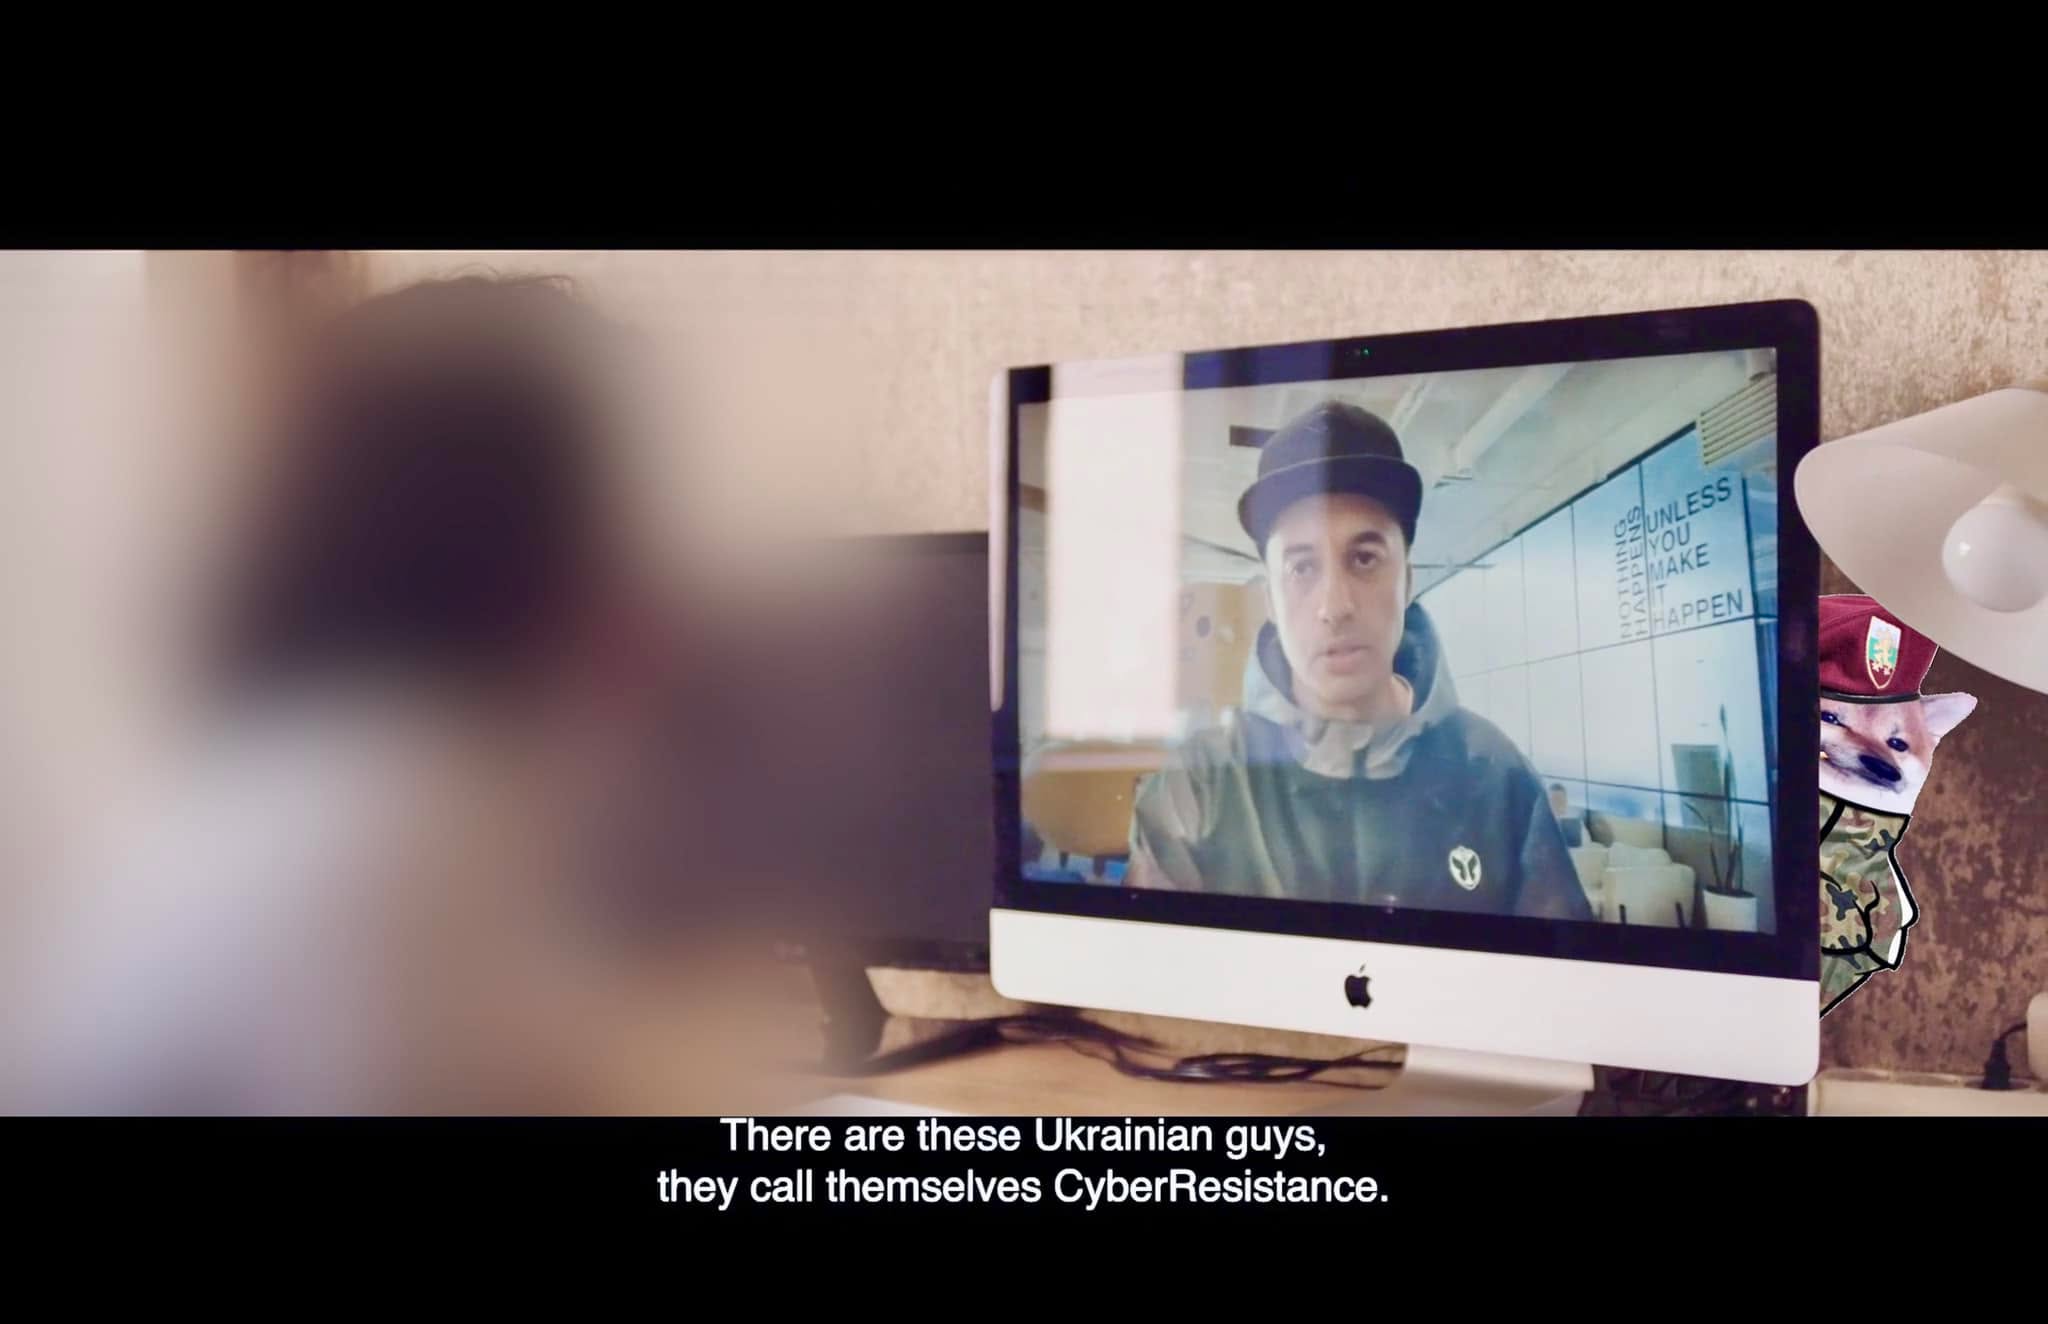 NOTHING
HAPPENS
UNLESS
YOU
MAKE
IT
HAPPEN
There are these Ukrainian guys,
they call themselves CyberResistance.